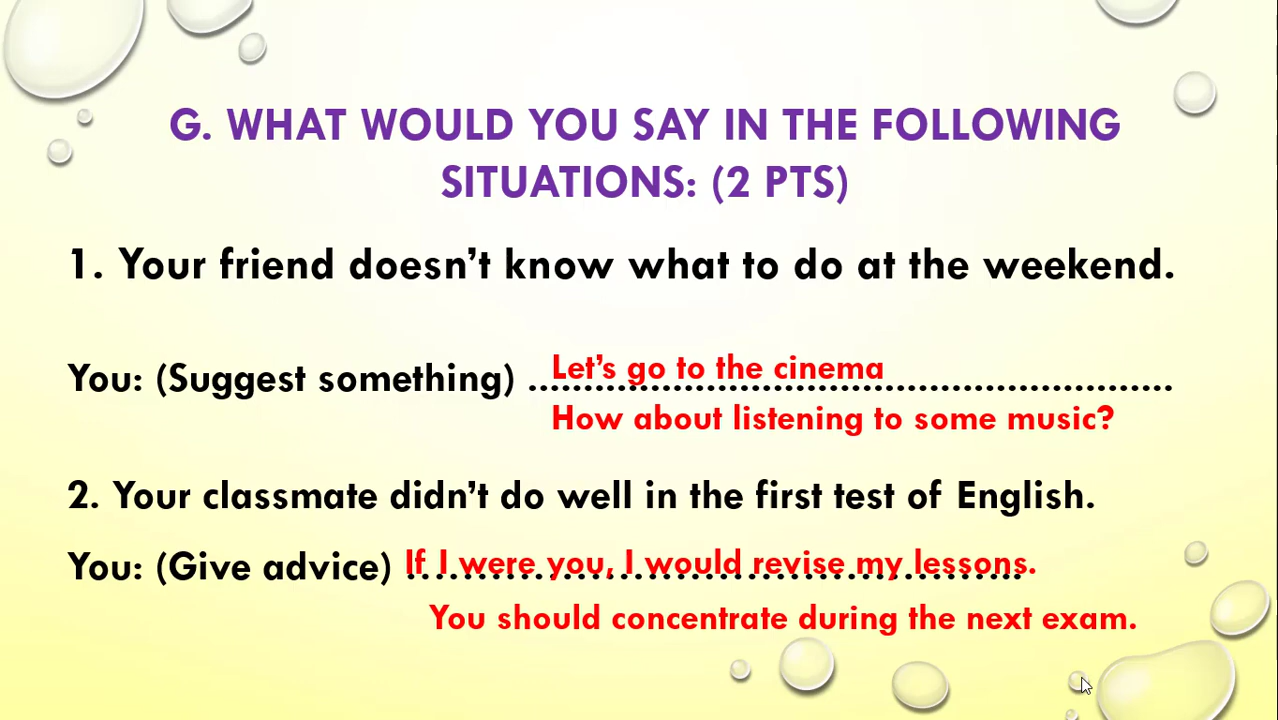 G. WHAT WOULD YOU SAY IN THE FOLLOWING
SITUATIONS: (2 PTS)
1. Your friend doesn’t know what to do at the weekend.
You: (Suggest something) ................................................... Let’s go to the cinema
How about listening to some music?
2. Your classmate didn’t do well in the first test of English.
You: (Give advice) ............................................ If I were you, I would revise my lessons.
You should concentrate during the next exam.